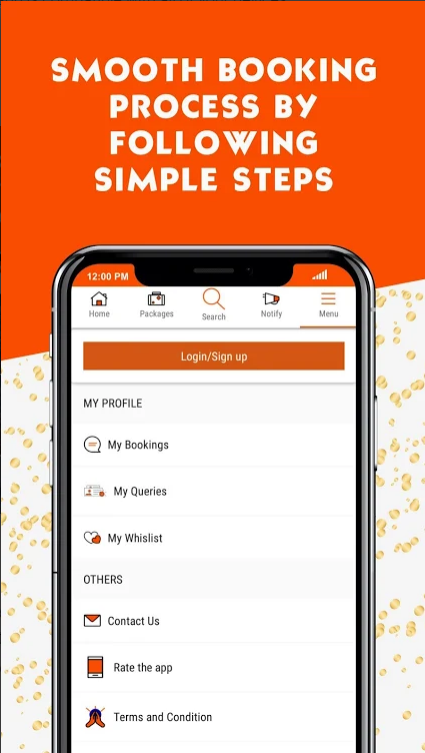 SMOOTH BOOKING
PROCESS BY
FOLLOWING
SIMPLE STEPS
12:00 PM
Home
Packages
Search
Notify
Menu
Login/Sign up
MY PROFILE
My Bookings
My Queries
My Whislist
OTHERS
Contact Us
Rate the app
Terms and Condition